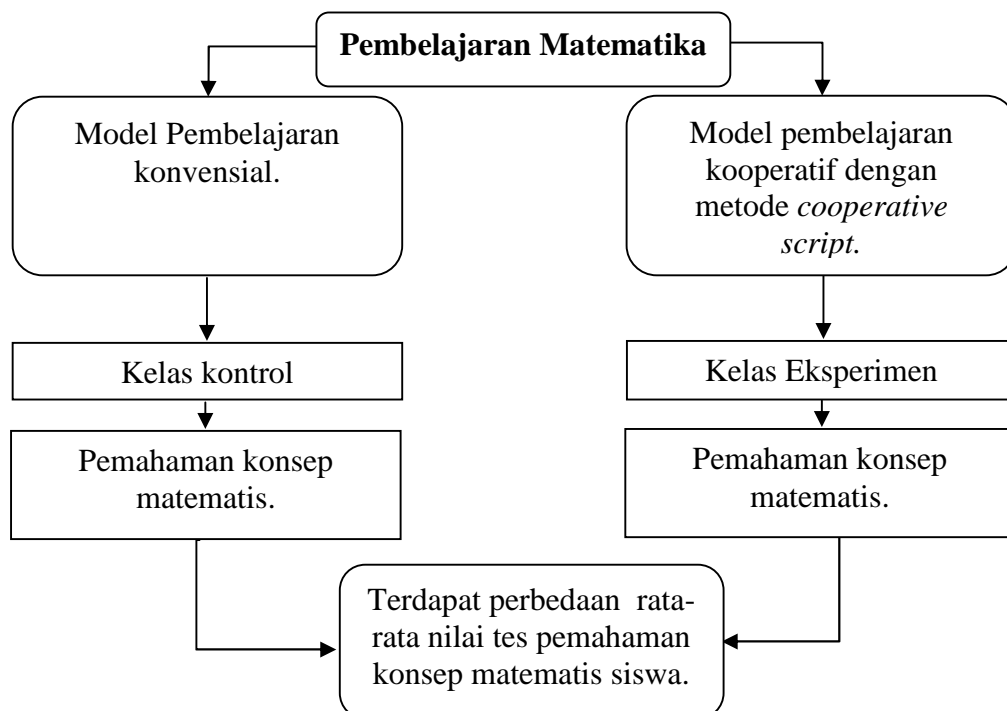 Pembelajaran Matematika
Model Pembelajaran
konvensial.
Model pembelajaran
kooperatif dengan
metode cooperative
script.
Kelas kontrol
Kelas Eksperimen
Pemahaman konsep
matematis.
Pemahaman konsep
matematis.
Terdapat perbedaan rata-
rata nilai tes pemahaman
konsep matematis siswa.